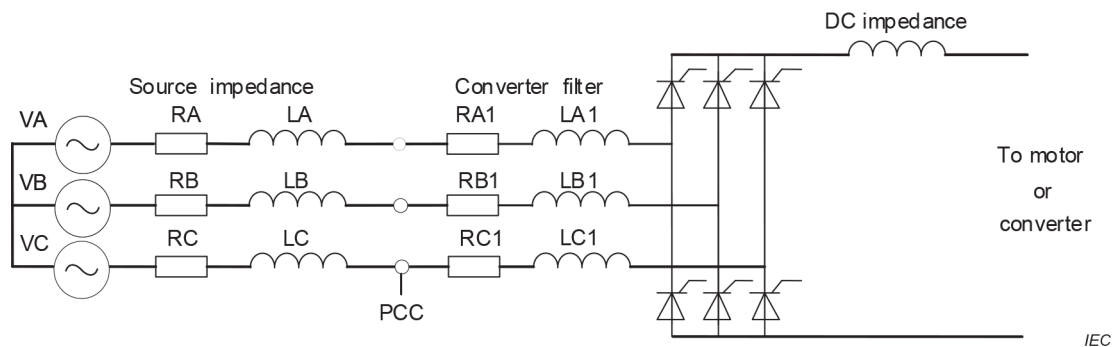 DC impedance
Source impedance
Converter filter
VA
RA
LA
RA1
LA1
VB
RB
LB
RB1
LB1
VC
RC
LC
RC1
LC1
PCC
To motor
or
converter
IEC